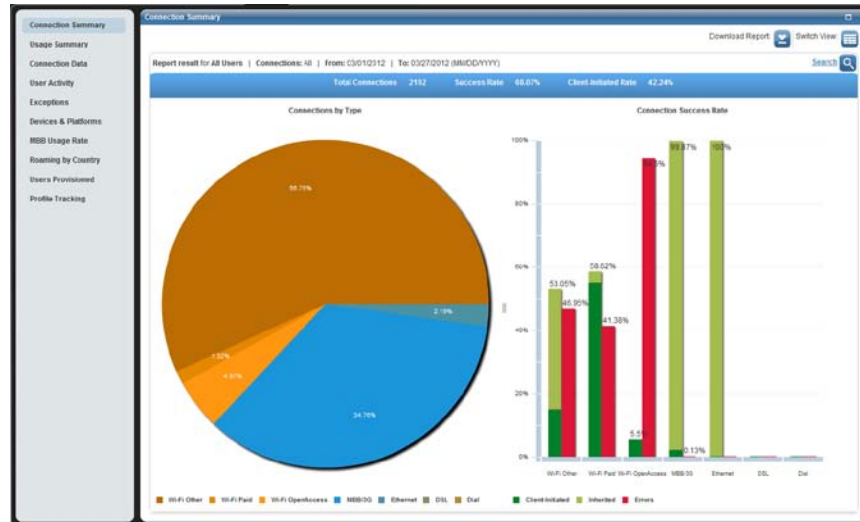 Connection Summary
Usage Summary
Connection Data
User Activity
Exceptions
Devices & Platforms
MBB Usage Rate
Roaming by Country
Users Provisioned
Profile Tracking
Connection Summary
Download Report:
Switch View:
Report result for All Users | Connections: All | From: 03/01/2012 | To: 03/27/2012 (MM/DD/YYYY)
Search
Total Connections 2192 Success Rate Client-Initiated Rate 42.24%
Connections by Type
34.76%
Wi-Fi Other Wi-Fi Paid Wi-Fi OpenAccess MBB/3G Ethernet DSL Dial
Connection Success Rate
100%
80%
60%
40%
20%
0%
53.05%
46.95%
58.62%
41.38%
5.5%
99.87%
0.13%
100%
Wi-Fi Other Wi-Fi Paid Wi-Fi OpenAccess MBB/3G Ethernet DSL Dial
Client-Initiated Inherited Errors